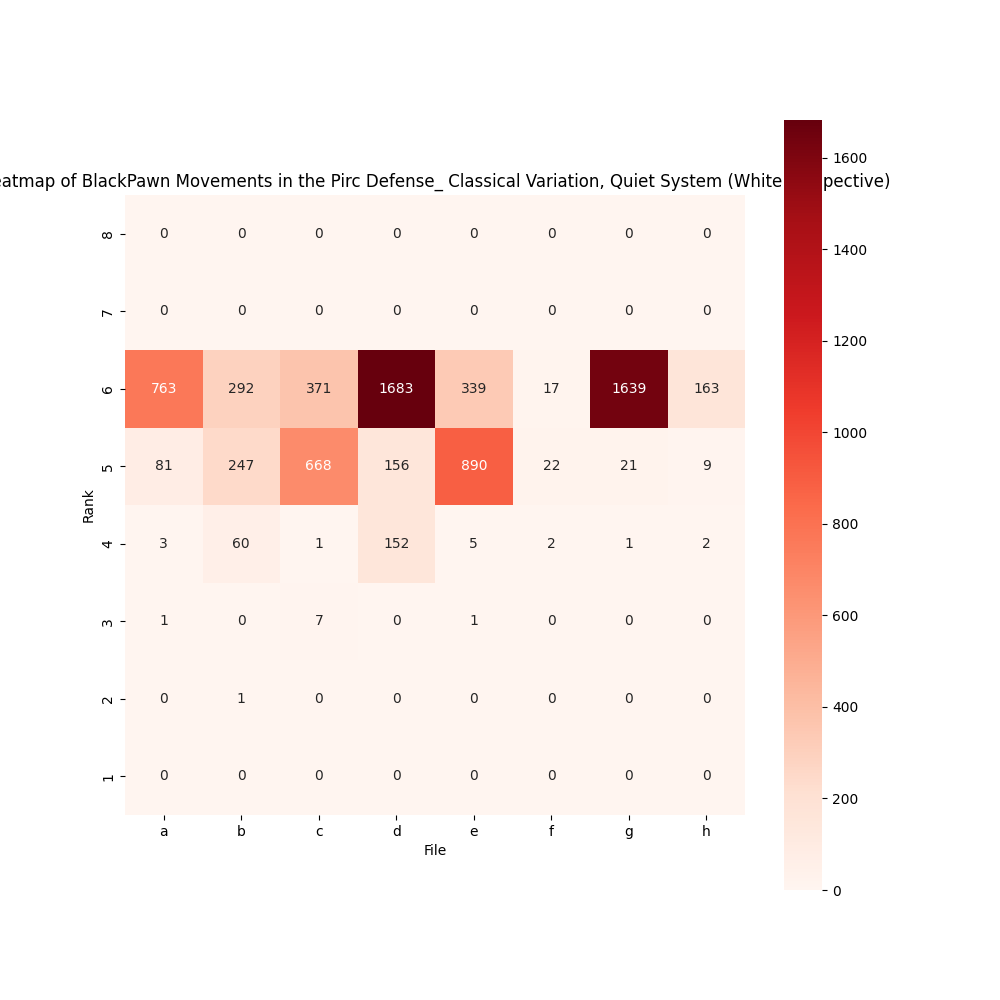 eatmap of BlackPawn Movements in the Pirc Defense_ Classical Variation, Quiet System (White pective)
1600
1400
1200
1000
800
600
400
200
0
Rank
8 0 0 0 0 0 0 0 0
7 0 0 0 0 0 0 0 0
6 763 292 371 1683 339 17 1639 163
5 81 247 668 156 890 22 21 9
4 3 60 1 152 5 2 1 2
3 1 0 7 0 1 0 0 0
2 0 1 0 0 0 0 0 0
1 0 0 0 0 0 0 0 0
a b c d e f g h
File